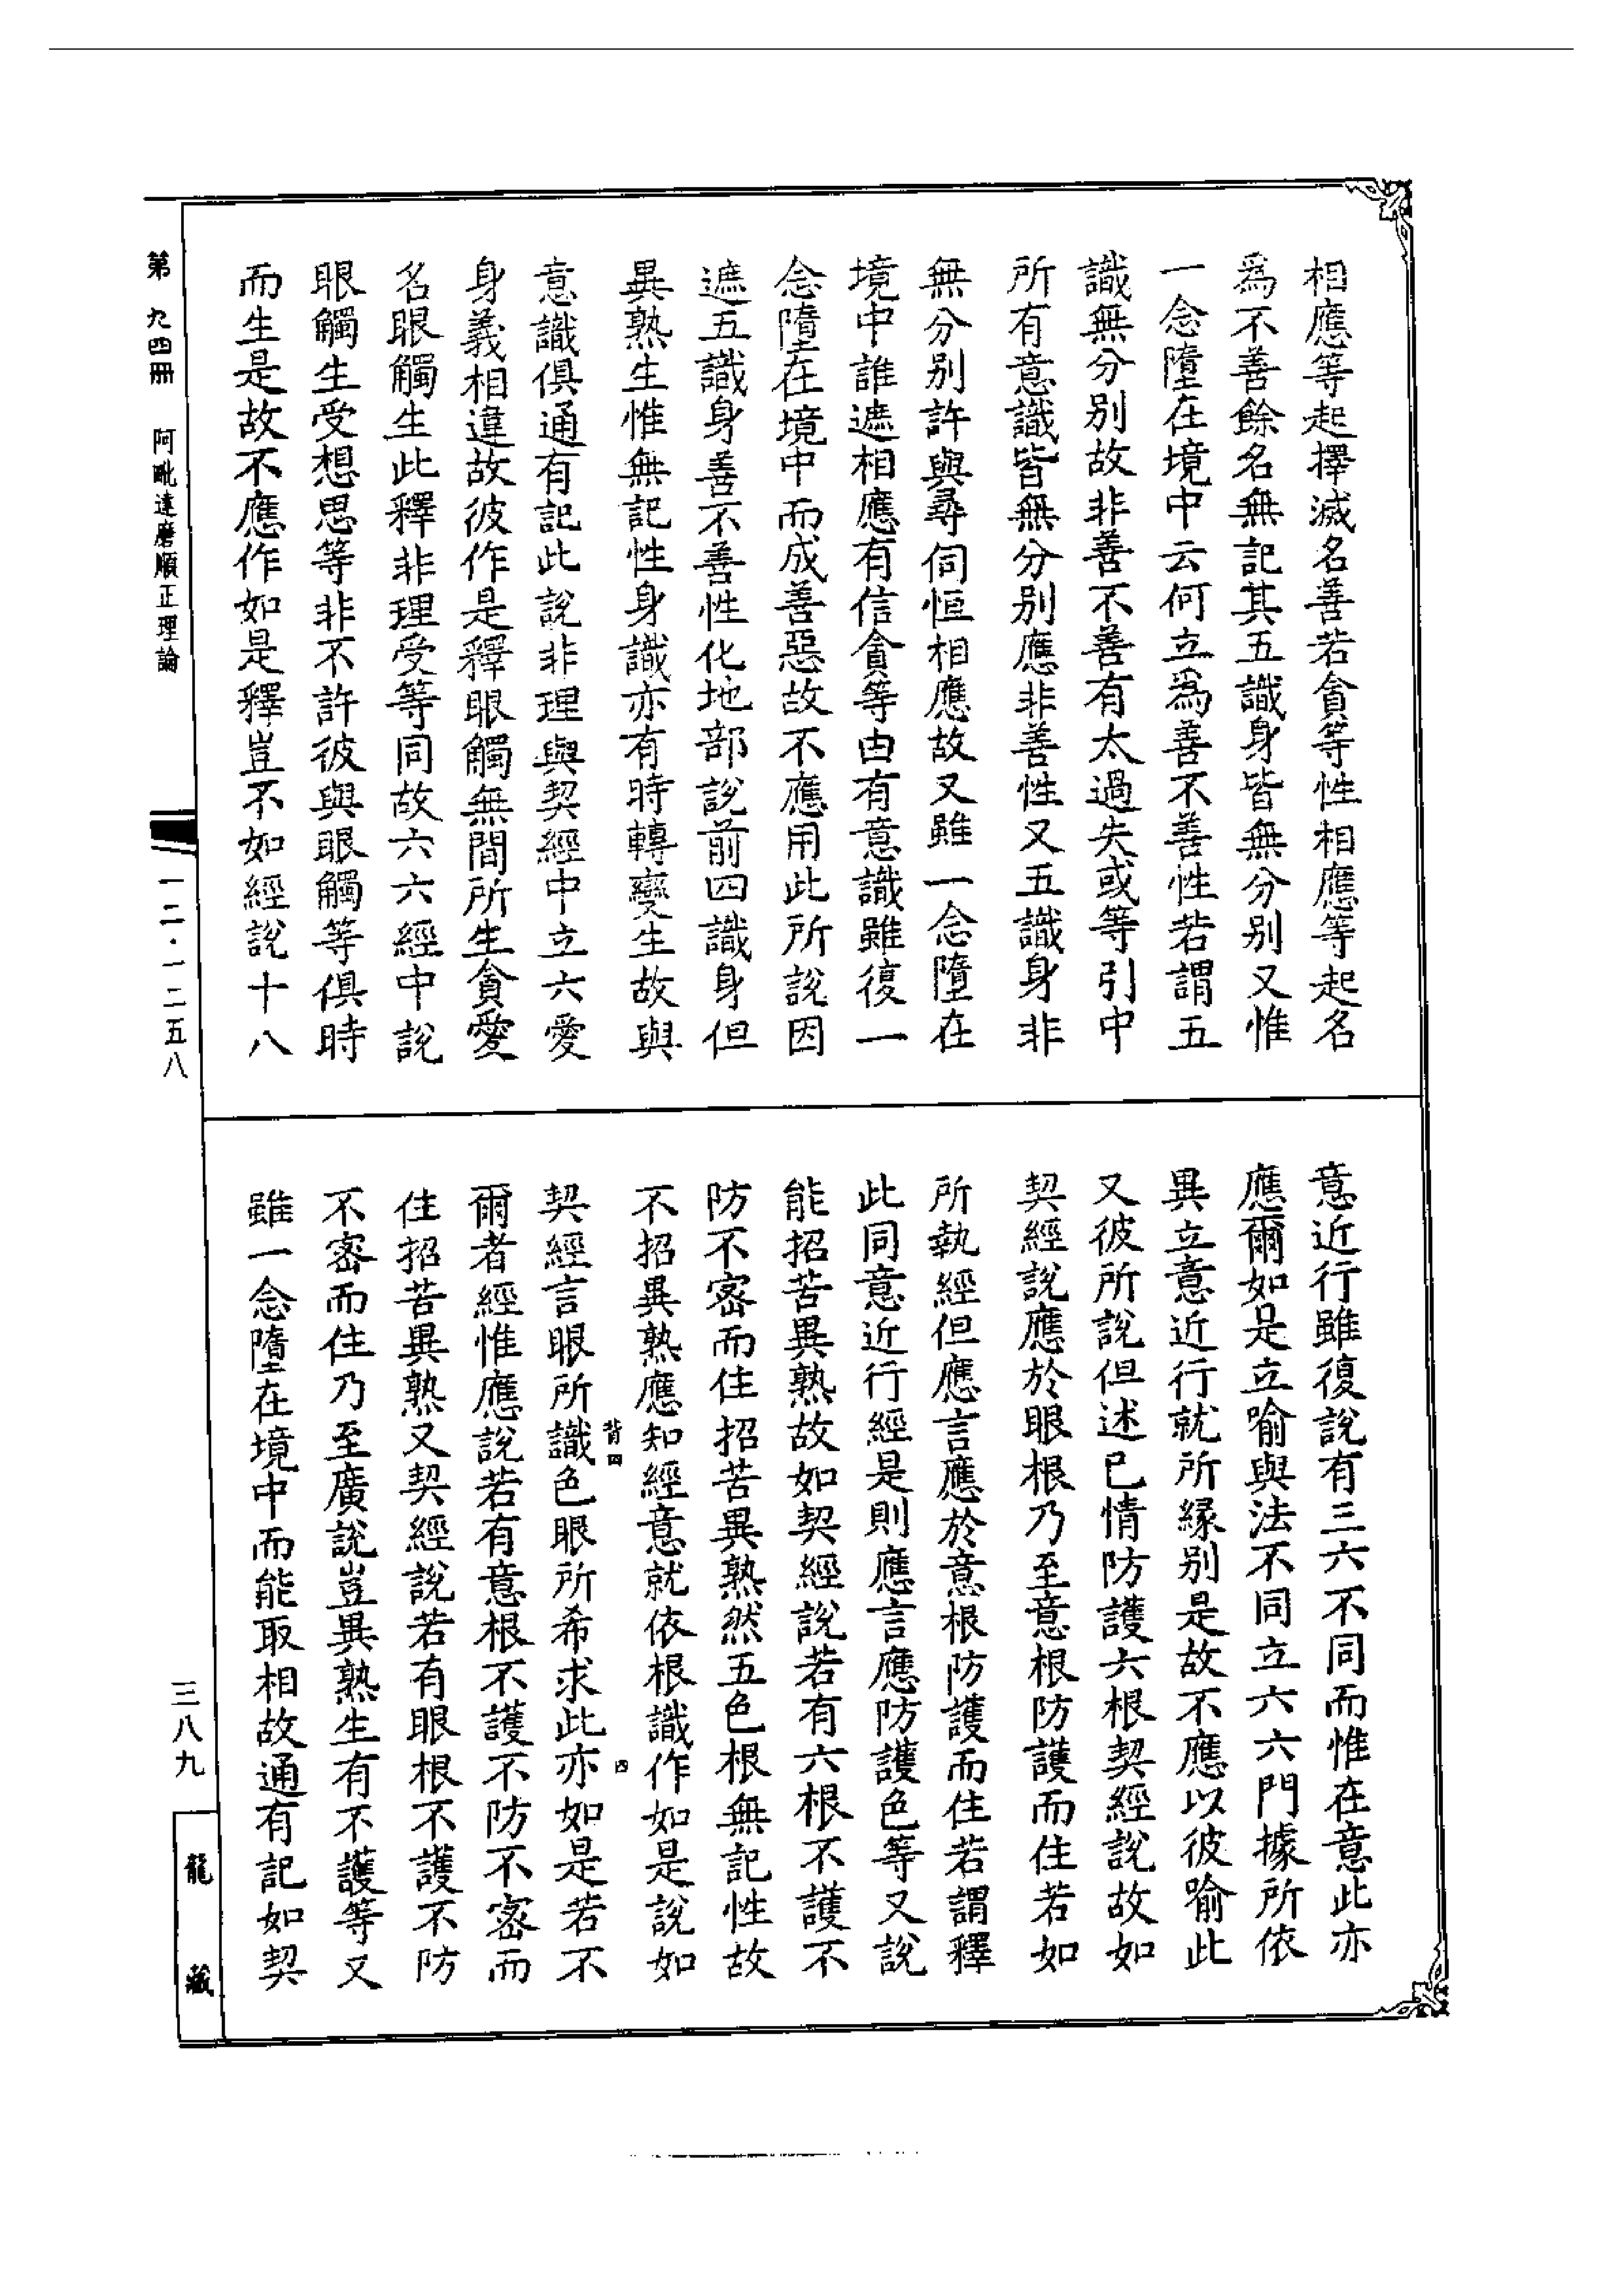 相應等起擇滅名善若貪等性相應等起名
爲不善餘名無記其五識身皆無分别又惟
一念墮在境中云何立爲善不善性若謂五
識無分别故非善不善有太過失或等引中
所有意識皆無分别應非善性又五識身非
無分别許與尋伺恒相應故又雖一念墮在
境中誰遮相應有信貪等由有意識雖復一
念墮在境中而成善惡故不應用此所說因
遮五識身善不善性化地部說前四識身但
異熟生惟無記性身識亦有時轉變生故與
意識俱通有記此說非理與契經中立六愛
身義相違故彼作是釋眼觸無間所生貪愛
名眼觸生此釋非理受等同故六六經中說
眼觸生受想思等非不許彼與眼觸等俱時
而生是故不應作如是釋豈不如經說十八
意近行雖復說有三六不同而惟在意此亦
應爾如是立喻與法不同立六六門據所依
異立意近行就所緣别是故不應以彼喻此
又彼所說但述已情防護六根契經說故如
契經說應於眼根乃至意根防護而住若如
所執經但應言應於意根防護而住若謂釋
此同意近行經是則應言應防護色等又說
能招苦異熟故如契經說若有六根不護不
防不密而住招苦異熟然五色根無記性故
不招異熟應知經意就依根識作如是說如
背四
四
契經言眼所識色眼所希求此亦如是若不
爾者經惟應說若有意根不護不防不密而
住招苦異熟又契經說若有眼根不護不防
不密而住乃至廣說豈異熟生有不護等又
雖一念墮在境中而能取相故通有記如契
第九四冊　阿毗達磨順正理論
一二·一二五八
三八九
龍藏